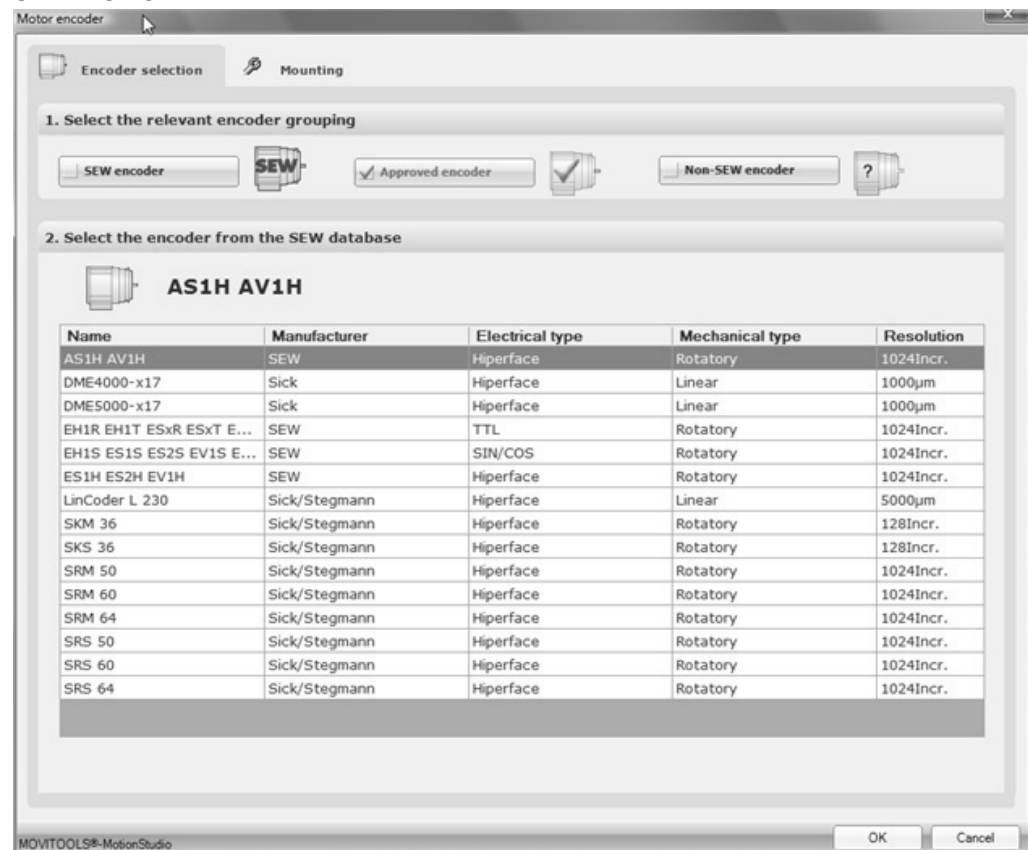 Motor encoder
Encoder selection Mounting
1. Select the relevant encoder grouping
SEW encoder SEW Approved encoder Non-SEW encoder ?
2. Select the encoder from the SEW database
AS1H AV1H
Name Manufacturer Electrical type Mechanical type Resolution
AS1H AV1H SEW Hiperface Rotatory 1024Incr.
DME4000-x17 Sick Hiperface Linear 1000µm
DME5000-x17 Sick Hiperface Linear 1000µm
EH1R EH1T ESxR ESxT E... SEW TTL Rotatory 1024Incr.
EH1S ES1S ES2S EV1S E... SEW SIN/COS Rotatory 1024Incr.
ES1H ES2H EV1H SEW Hiperface Rotatory 1024Incr.
LinCoder L 230 Sick/Stegmann Hiperface Linear 5000µm
SKM 36 Sick/Stegmann Hiperface Rotatory 128Incr.
SKS 36 Sick/Stegmann Hiperface Rotatory 128Incr.
SRM 50 Sick/Stegmann Hiperface Rotatory 1024Incr.
SRM 60 Sick/Stegmann Hiperface Rotatory 1024Incr.
SRM 64 Sick/Stegmann Hiperface Rotatory 1024Incr.
SRS 50 Sick/Stegmann Hiperface Rotatory 1024Incr.
SRS 60 Sick/Stegmann Hiperface Rotatory 1024Incr.
SRS 64 Sick/Stegmann Hiperface Rotatory 1024Incr.
OK Cancel
MOVITOOLS®-MotionStudio